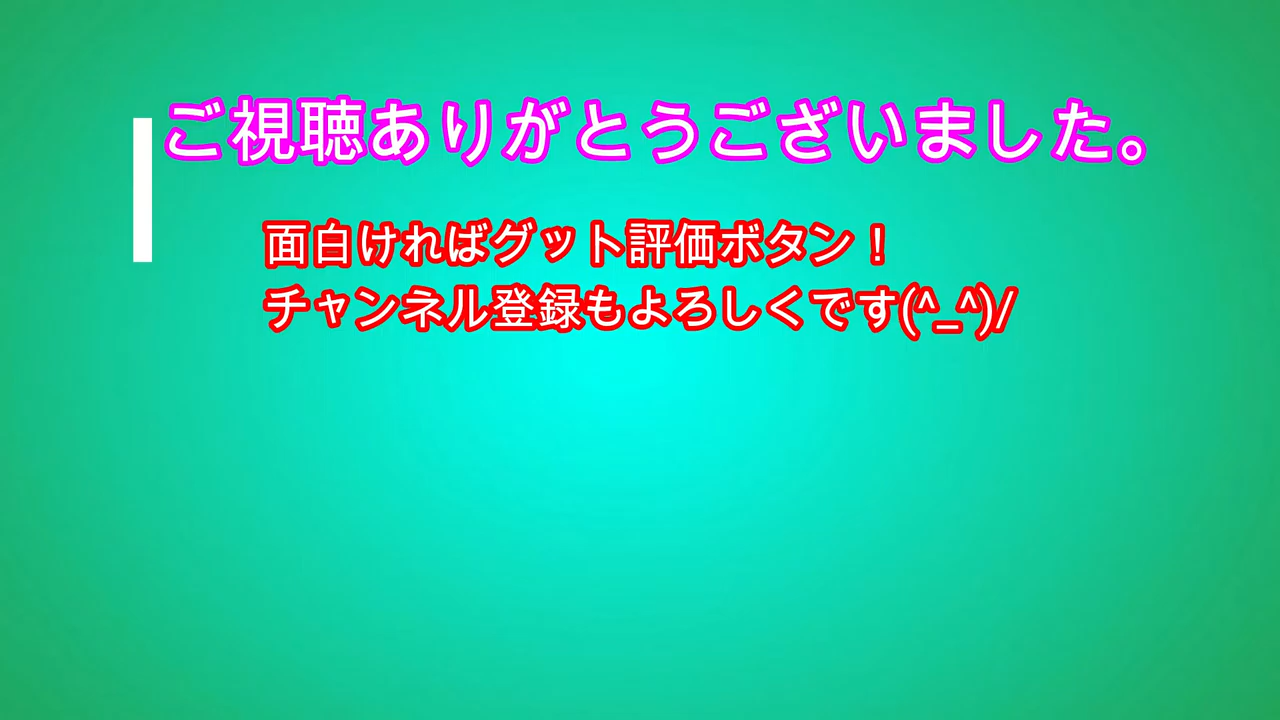 ご視聴ありがとうございました。
面白ければグット評価ボタン！
チャンネル登録もよろしくです(^_^)/